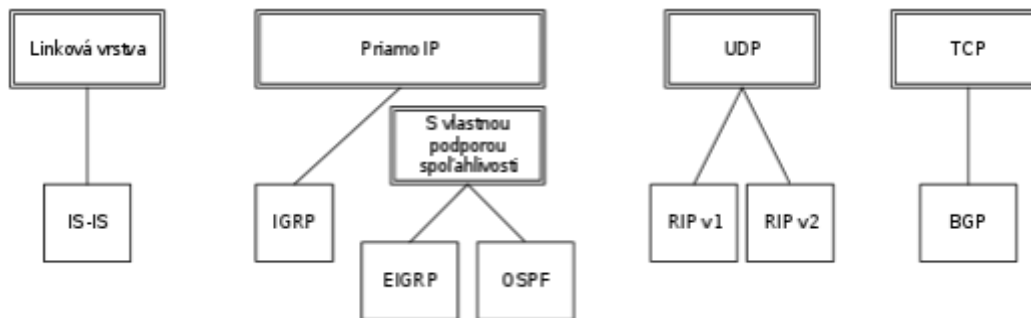 Linková vrstva
Priamo IP
UDP
TCP
S vlastnou
podporou
spoľahlivosti
IS-IS
IGRP
RIP v1
RIP v2
BGP
EIGRP
OSPF